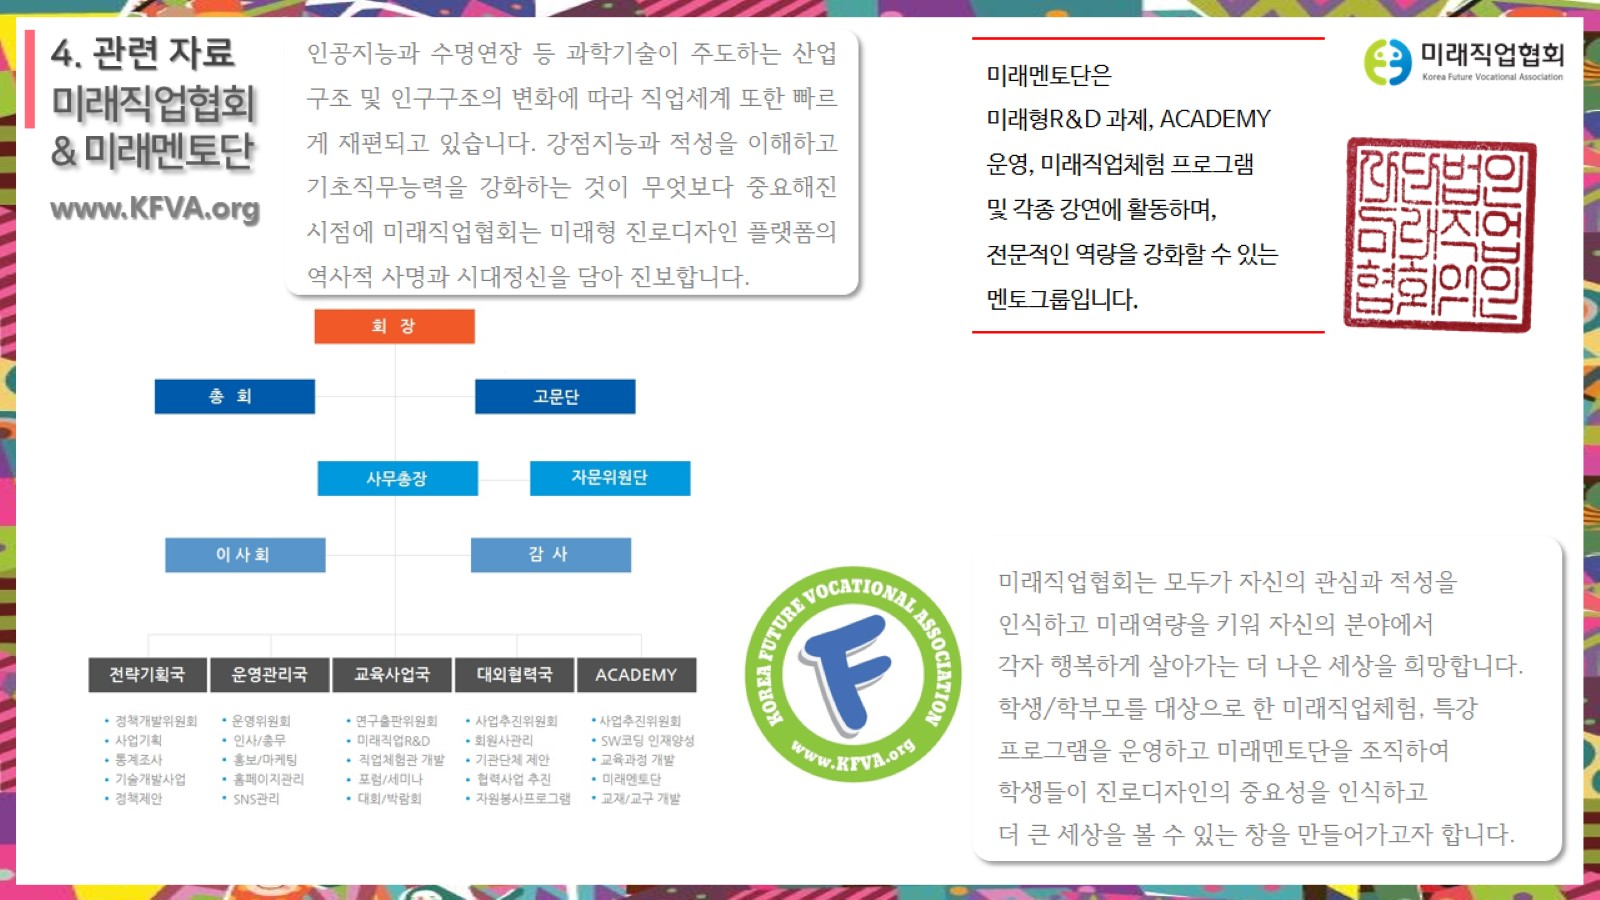 4. 관련 자료
미래직업협회
& 미래멘토단
www.KFVA.org
인공지능과 수명연장 등 과학기술이 주도하는 산업
구조 및 인구구조의 변화에 따라 직업세계 또한 빠르
게 재편되고 있습니다. 강점지능과 적성을 이해하고
기초직무능력을 강화하는 것이 무엇보다 중요해진
시점에 미래직업협회는 미래형 진로디자인 플랫폼의
역사적 사명과 시대정신을 담아 진보합니다.
미래멘토단은
미래형R&D 과제, ACADEMY
운영, 미래직업체험 프로그램
및 각종 강연에 활동하며,
전문적인 역량을 강화할 수 있는
멘토그룹입니다.
미래직업협회
Korea Future Vocational Association
회 장
총 회
고문단
사무총장
자문위원단
이사회
감 사
전략기획국
• 정책개발위원회
• 사업기획
• 통계조사
• 기술개발사업
• 정책제안
운영관리국
• 운영위원회
• 인사/총무
• 홍보/마케팅
• 홈페이지관리
• SNS관리
교육사업국
• 연구출판위원회
• 미래직업R&D
• 직업체험관 개발
• 포럼/세미나
• 대회/박람회
대외협력국
• 사업추진위원회
• 회원사관리
• 기관단체 제안
• 협력사업 추진
• 자원봉사프로그램
ACADEMY
• 사업추진위원회
• SW코딩 인재양성
• 교육과정 개발
• 미래멘토단
• 교재/교구 개발
KOREA FUTURE VOCATIONAL ASSOCIATION
F
www.KFVA.org
미래직업협회는 모두가 자신의 관심과 적성을
인식하고 미래역량을 키워 자신의 분야에서
각자 행복하게 살아가는 더 나은 세상을 희망합니다.
학생/학부모를 대상으로 한 미래직업체험, 특강
프로그램을 운영하고 미래멘토단을 조직하여
학생들이 진로디자인의 중요성을 인식하고
더 큰 세상을 볼 수 있는 창을 만들어가고자 합니다.